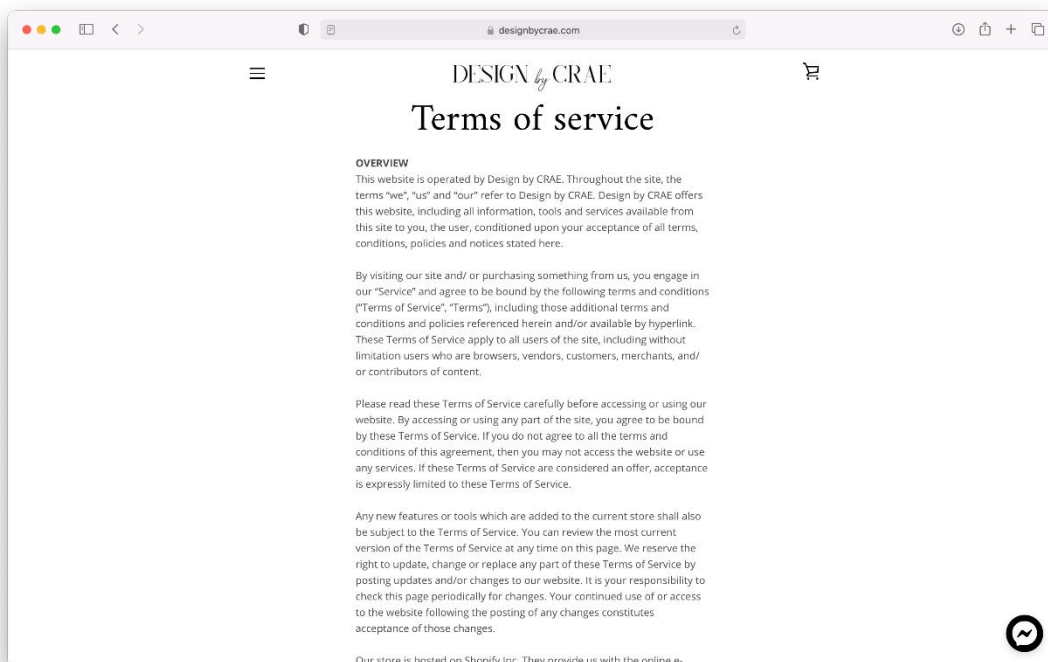 designbycrae.com
DESIGN by CRAE
Terms of service
OVERVIEW
This website is operated by Design by CRAE. Throughout the site, the
terms “we”, “us” and “our” refer to Design by CRAE. Design by CRAE offers
this website, including all information, tools and services available from
this site to you, the user, conditioned upon your acceptance of all terms,
conditions, policies and notices stated here.
By visiting our site and/ or purchasing something from us, you engage in
our “Service” and agree to be bound by the following terms and conditions
(“Terms of Service”, “Terms”), including those additional terms and
conditions and policies referenced herein and/or available by hyperlink.
These Terms of Service apply to all users of the site, including without
limitation users who are browsers, vendors, customers, merchants, and/
or contributors of content.
Please read these Terms of Service carefully before accessing or using our
website. By accessing or using any part of the site, you agree to be bound
by these Terms of Service. If you do not agree to all the terms and
conditions of this agreement, then you may not access the website or use
any services. If these Terms of Service are considered an offer, acceptance
is expressly limited to these Terms of Service.
Any new features or tools which are added to the current store shall also
be subject to the Terms of Service. You can review the most current
version of the Terms of Service at any time on this page. We reserve the
right to update, change or replace any part of these Terms of Service by
posting updates and/or changes to our website. It is your responsibility to
check this page periodically for changes. Your continued use of or access
to the website following the posting of any changes constitutes
acceptance of those changes.
Our store is hosted on Shopify Inc. They provide us with the online e-